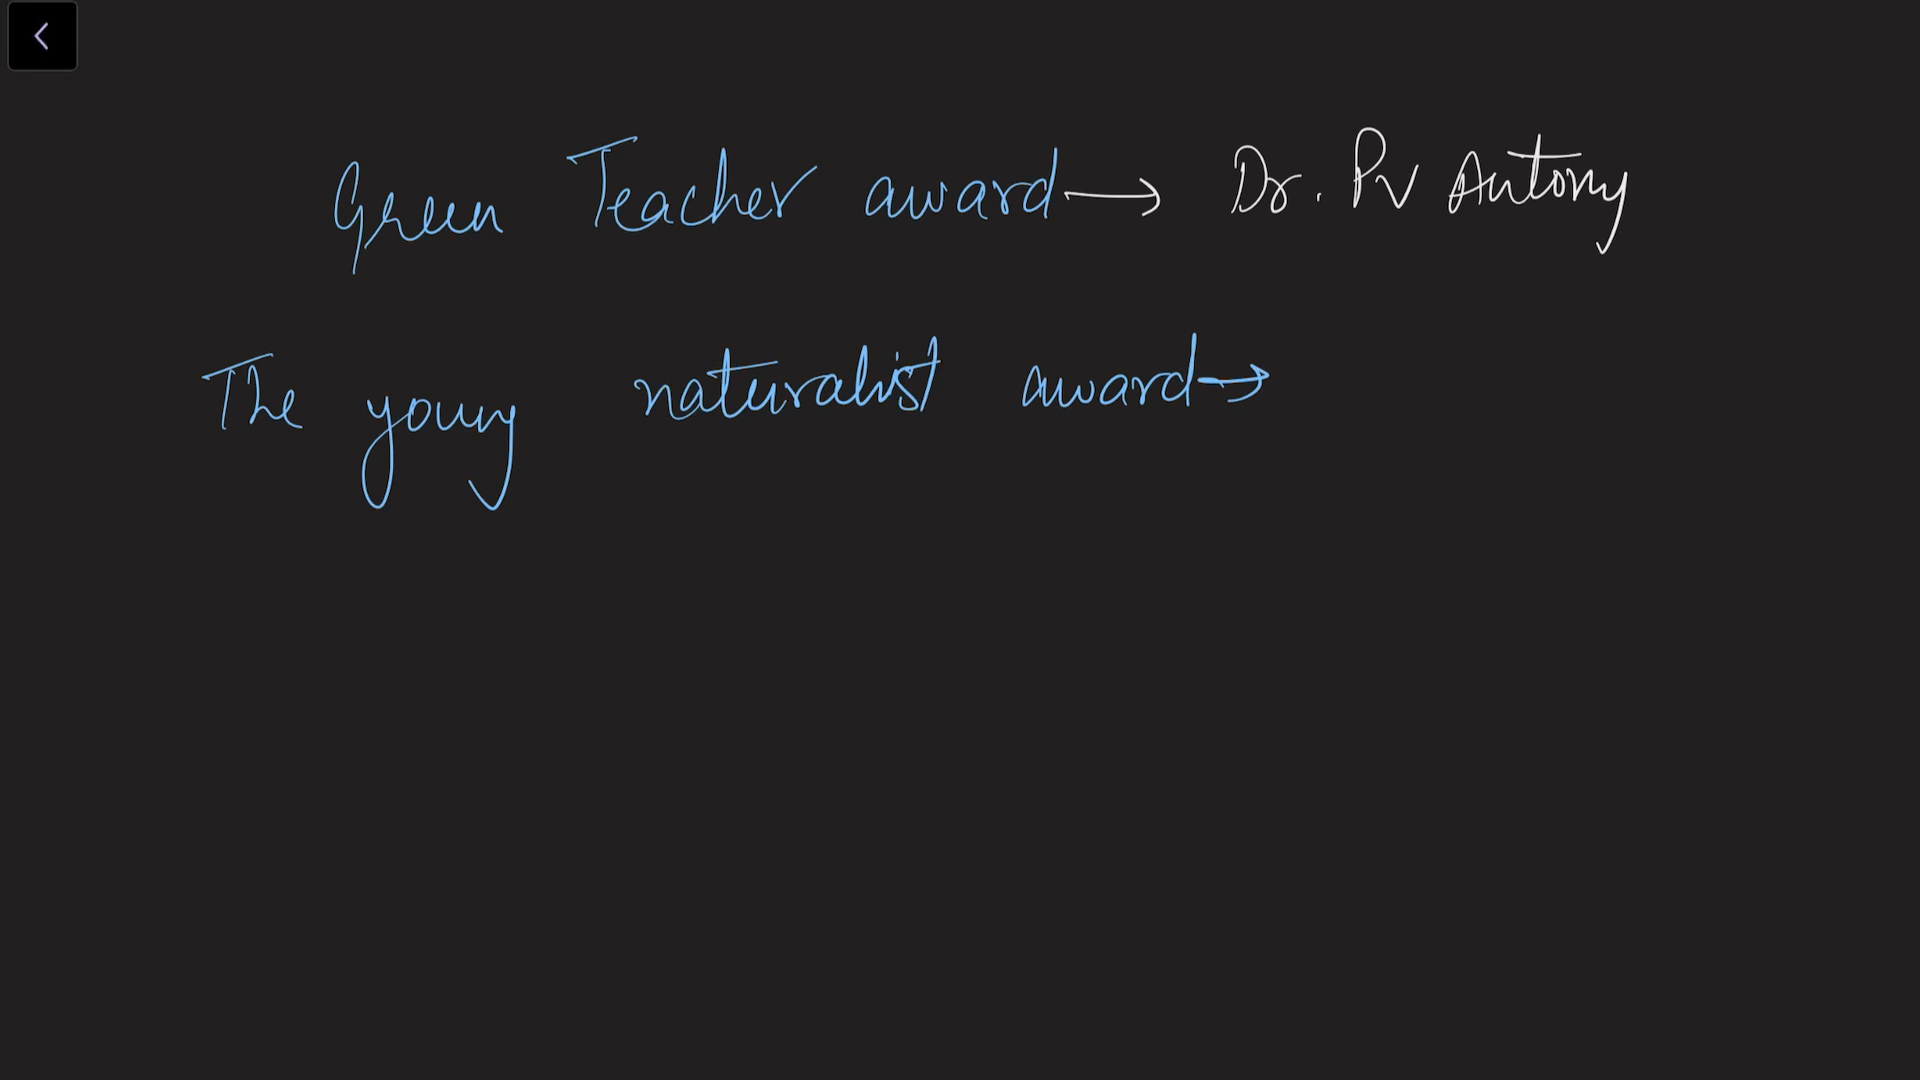 Green Teacher award → Dr. Pv Antony
The young naturalist award →